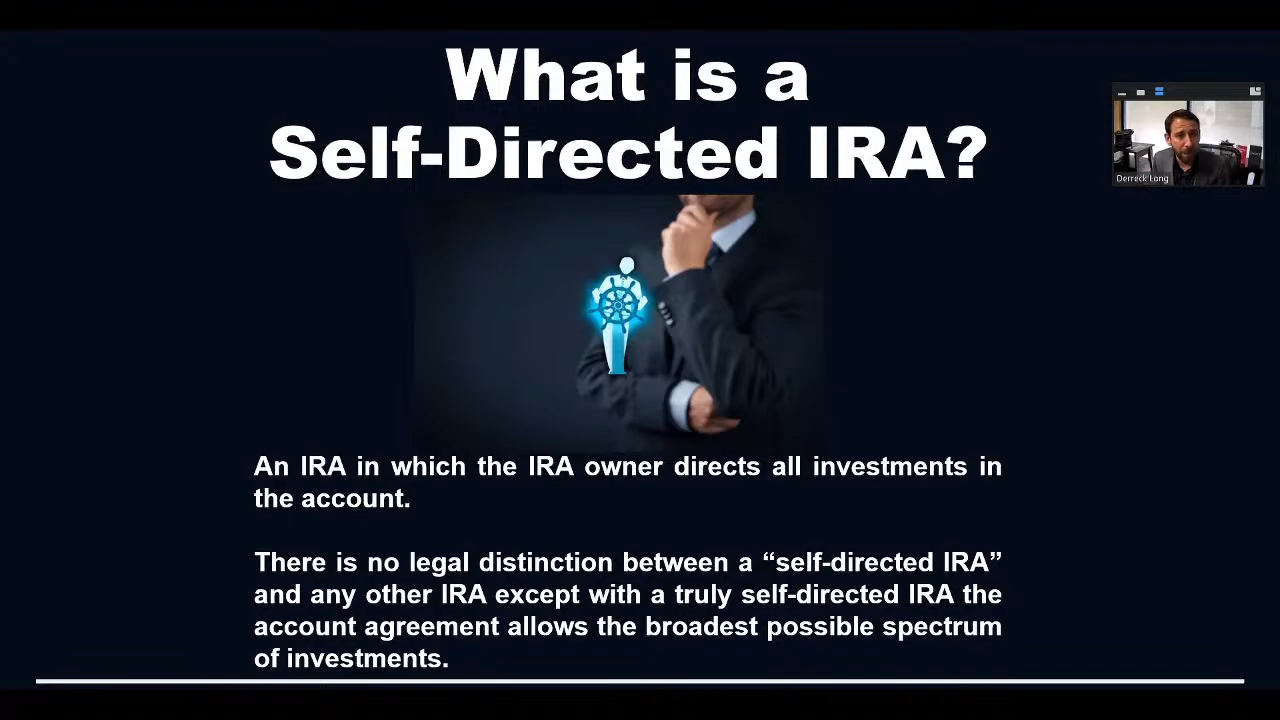 What is a
Self-Directed IRA?
Derreck Long
An IRA in which the IRA owner directs all investments in
the account.
There is no legal distinction between a “self-directed IRA”
and any other IRA except with a truly self-directed IRA the
account agreement allows the broadest possible spectrum
of investments.